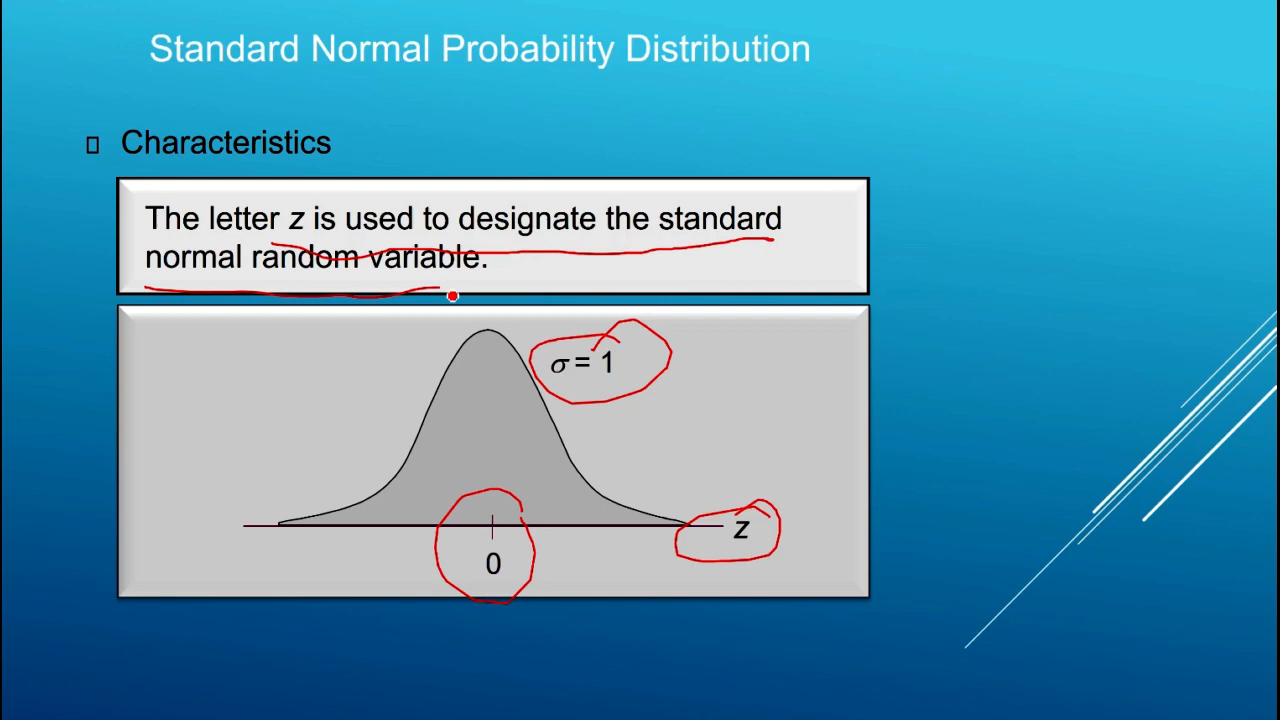 Standard Normal Probability Distribution
Characteristics
The letter z is used to designate the standard
normal random variable.
σ = 1
z
0